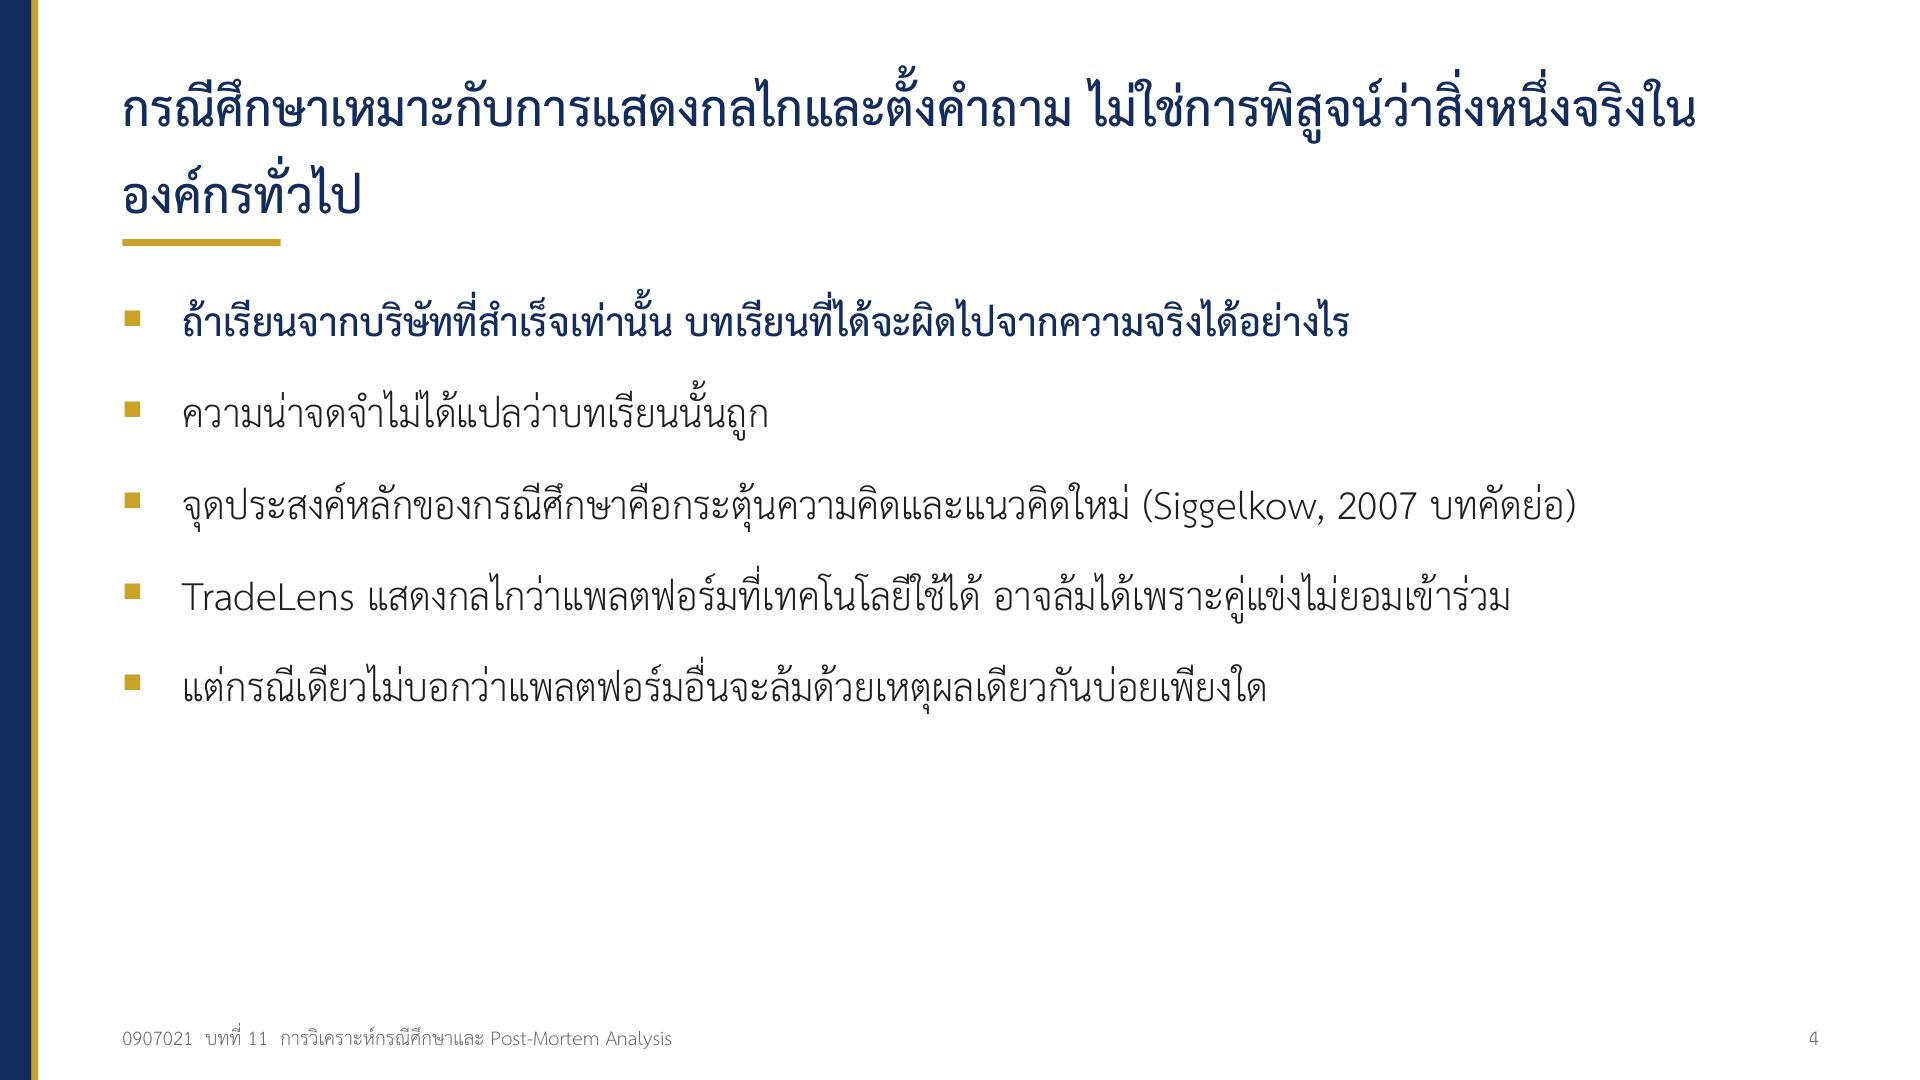 กรณีศึกษาเหมาะกับการแสดงกลไกและตั้งคำถาม ไม่ใช่การพิสูจน์ว่าสิ่งหนึ่งจริงใน
องค์กรทั่วไป
ถ้าเรียนจากบริษัทที่สำเร็จเท่านั้น บทเรียนที่ได้จะผิดไปจากความจริงได้อย่างไร
ความน่าจดจำไม่ได้แปลว่าบทเรียนนั้นถูก
จุดประสงค์หลักของกรณีศึกษาคือกระตุ้นความคิดและแนวคิดใหม่ (Siggelkow, 2007 บทคัดย่อ)
TradeLens แสดงกลไกว่าแพลตฟอร์มที่เทคโนโลยีใช้ได้ อาจล้มได้เพราะคู่แข่งไม่ยอมเข้าร่วม
แต่กรณีเดียวไม่บอกว่าแพลตฟอร์มอื่นจะล้มด้วยเหตุผลเดียวกันบ่อยเพียงใด
0907021 บทที่ 11 การวิเคราะห์กรณีศึกษาและ Post-Mortem Analysis
4